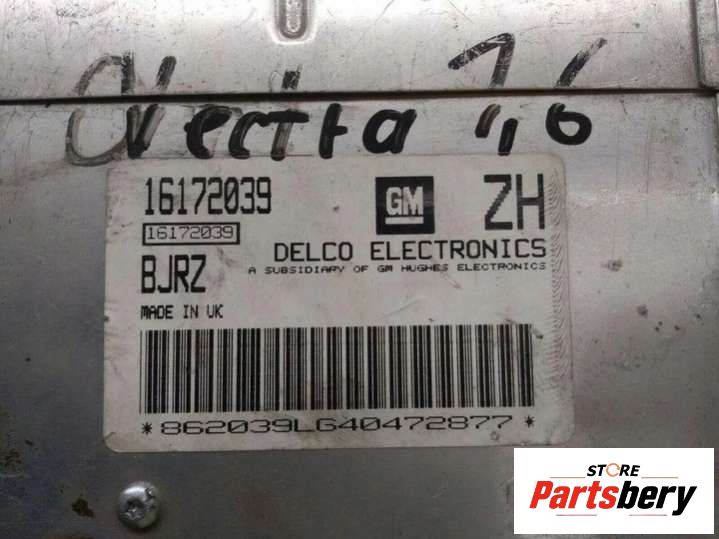 Vectra 1,6
16172039 GM ZH
16172039
DELCO ELECTRONICS
A SUBSIDIARY OF GM HUGHES ELECTRONICS
BJRZ
MADE IN UK
*862039LG40472877*
STORE
Partsbery